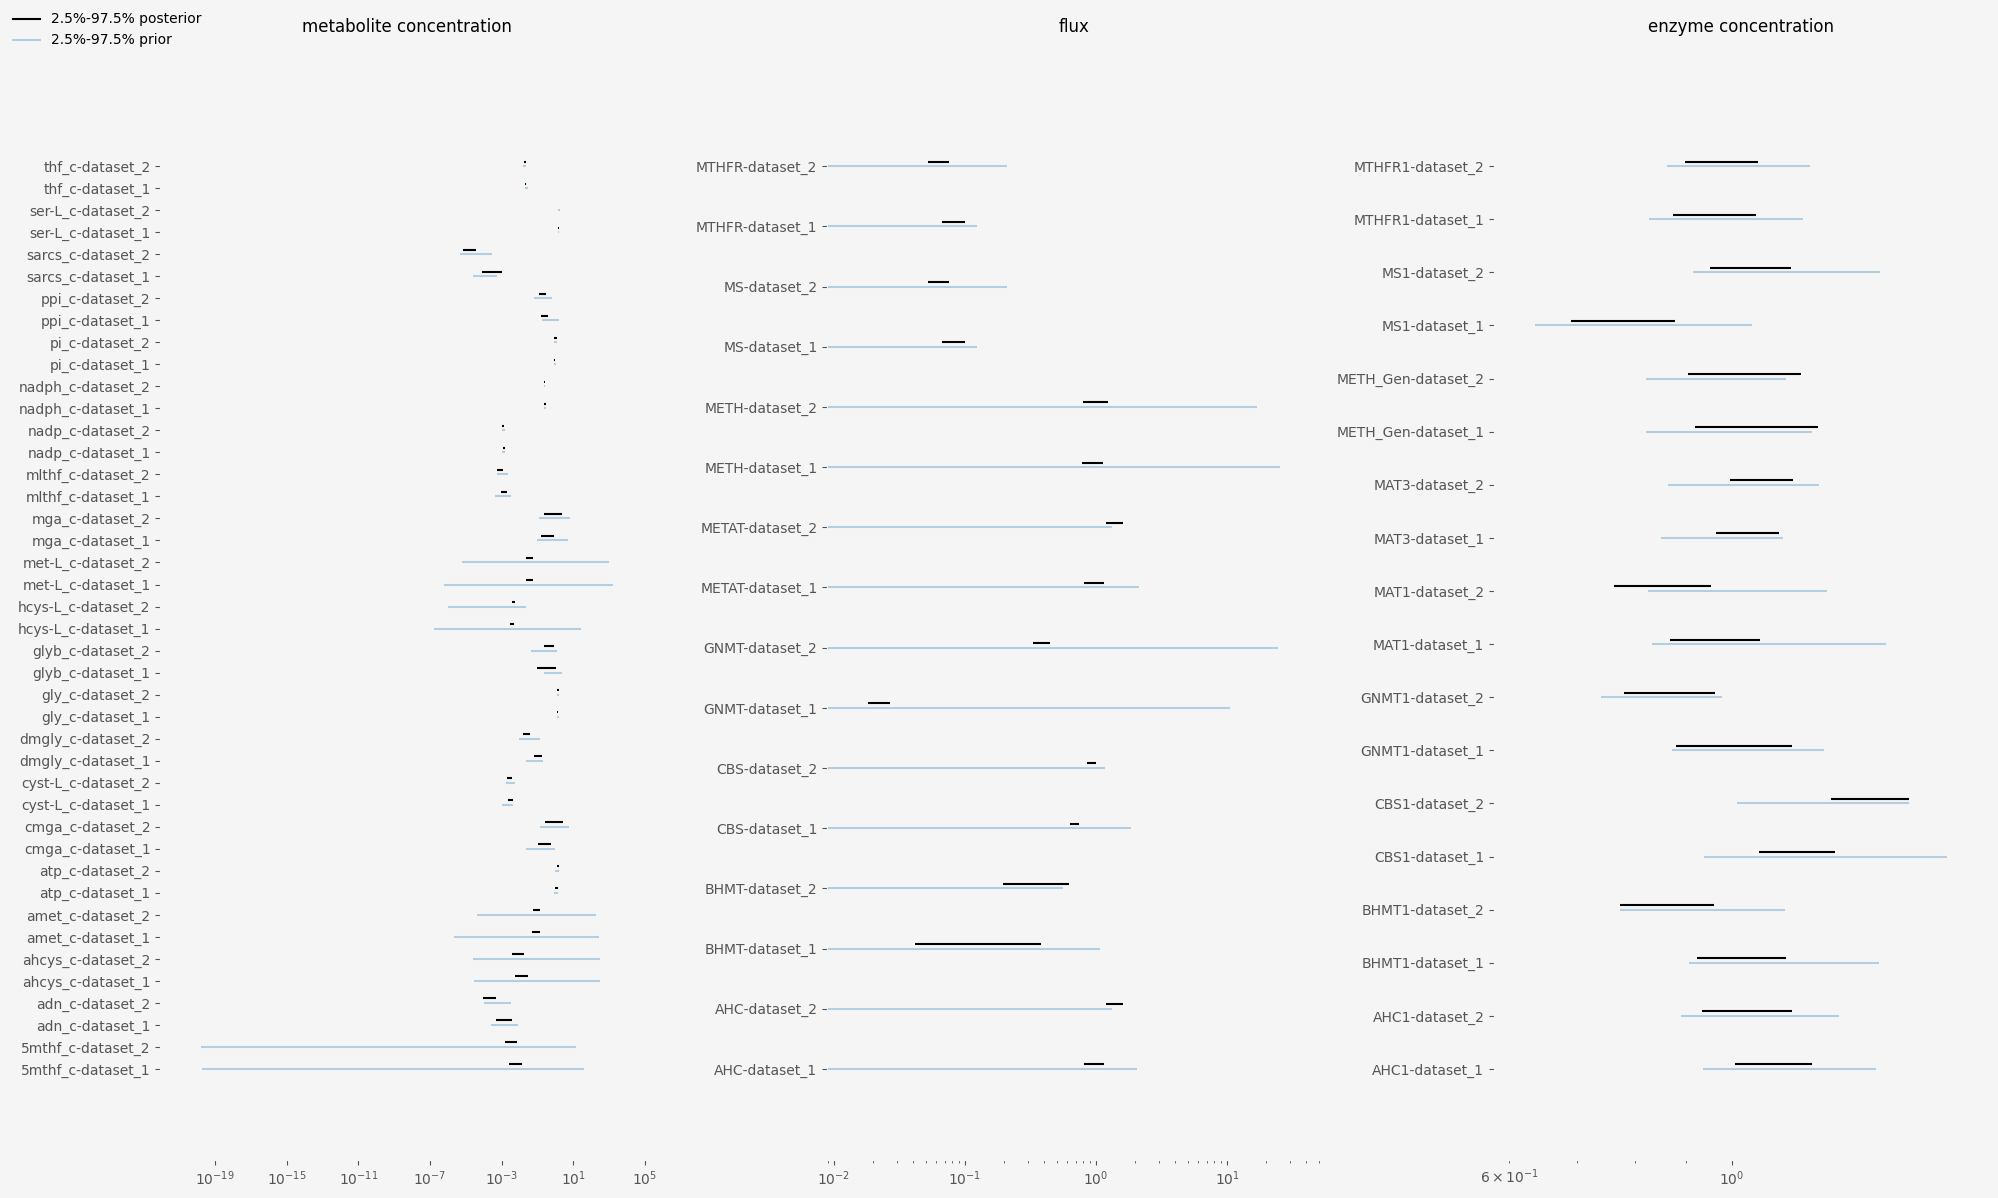 2.5%-97.5% posterior
2.5%-97.5% prior
metabolite concentration
thf_c-dataset_2
thf_c-dataset_1
ser-L_c-dataset_2
ser-L_c-dataset_1
sarcs_c-dataset_2
sarcs_c-dataset_1
ppi_c-dataset_2
ppi_c-dataset_1
pi_c-dataset_2
pi_c-dataset_1
nadph_c-dataset_2
nadph_c-dataset_1
nadp_c-dataset_2
nadp_c-dataset_1
mlthf_c-dataset_2
mlthf_c-dataset_1
mga_c-dataset_2
mga_c-dataset_1
met-L_c-dataset_2
met-L_c-dataset_1
hcys-L_c-dataset_2
hcys-L_c-dataset_1
glyb_c-dataset_2
glyb_c-dataset_1
gly_c-dataset_2
gly_c-dataset_1
dmgly_c-dataset_2
dmgly_c-dataset_1
cyst-L_c-dataset_2
cyst-L_c-dataset_1
cmga_c-dataset_2
cmga_c-dataset_1
atp_c-dataset_2
atp_c-dataset_1
amet_c-dataset_2
amet_c-dataset_1
ahcys_c-dataset_2
ahcys_c-dataset_1
adn_c-dataset_2
adn_c-dataset_1
5mthf_c-dataset_2
5mthf_c-dataset_1
10⁻¹⁹ 10⁻¹⁵ 10⁻¹¹ 10⁻⁷ 10⁻³ 10¹ 10⁵
flux
MTHFR-dataset_2
MTHFR-dataset_1
MS-dataset_2
MS-dataset_1
METH-dataset_2
METH-dataset_1
METAT-dataset_2
METAT-dataset_1
GNMT-dataset_2
GNMT-dataset_1
CBS-dataset_2
CBS-dataset_1
BHMT-dataset_2
BHMT-dataset_1
AHC-dataset_2
AHC-dataset_1
10⁻² 10⁻¹ 10⁰ 10¹
enzyme concentration
MTHFR1-dataset_2
MTHFR1-dataset_1
MS1-dataset_2
MS1-dataset_1
METH_Gen-dataset_2
METH_Gen-dataset_1
MAT3-dataset_2
MAT3-dataset_1
MAT1-dataset_2
MAT1-dataset_1
GNMT1-dataset_2
GNMT1-dataset_1
CBS1-dataset_2
CBS1-dataset_1
BHMT1-dataset_2
BHMT1-dataset_1
AHC1-dataset_2
AHC1-dataset_1
6 × 10⁻¹ 10⁰